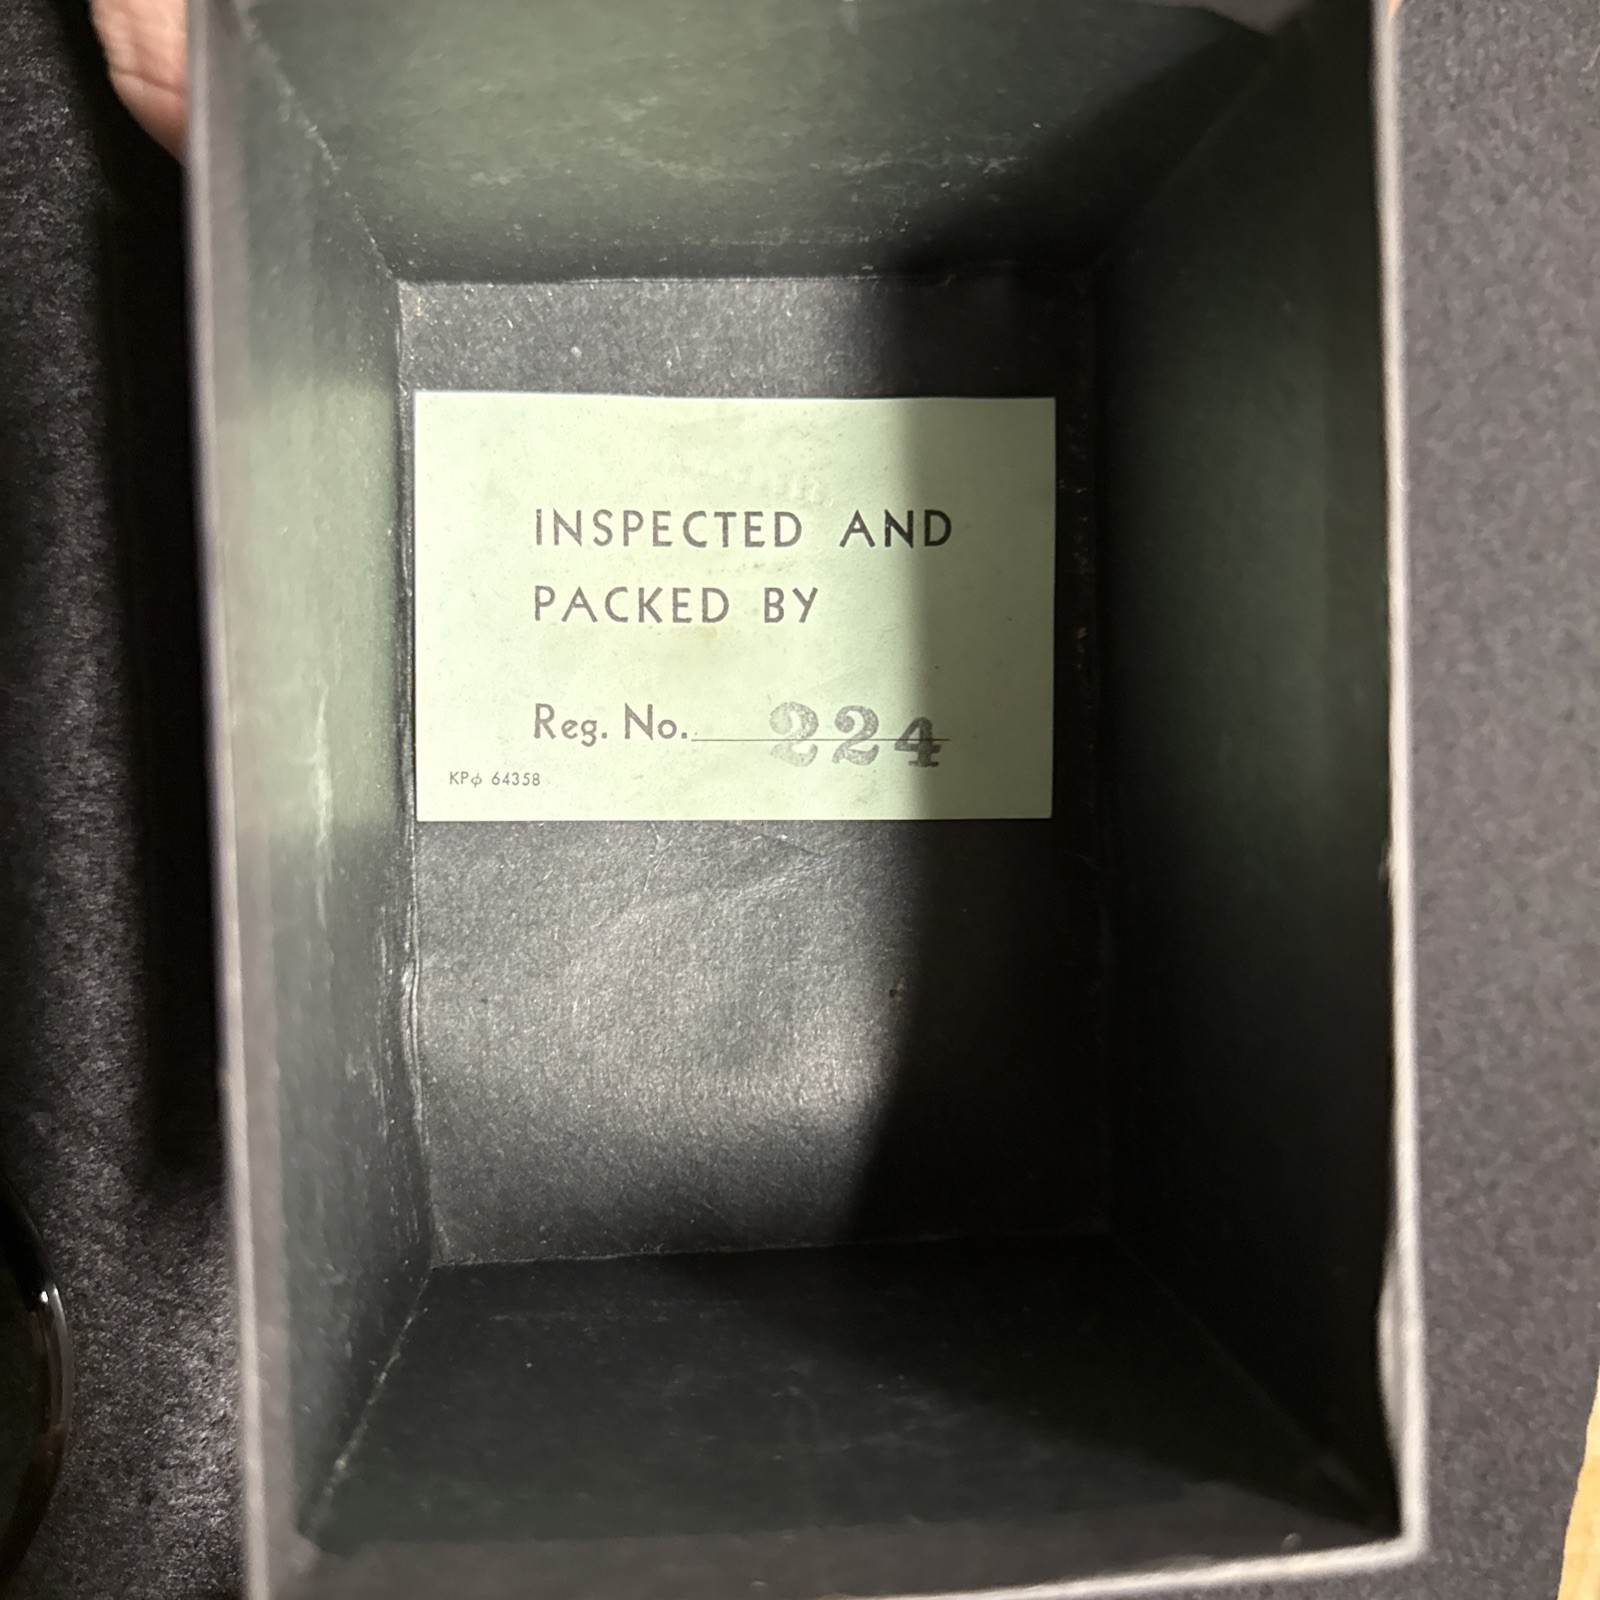 INSPECTED AND
PACKED BY
Reg. No. 224
KPφ 64358